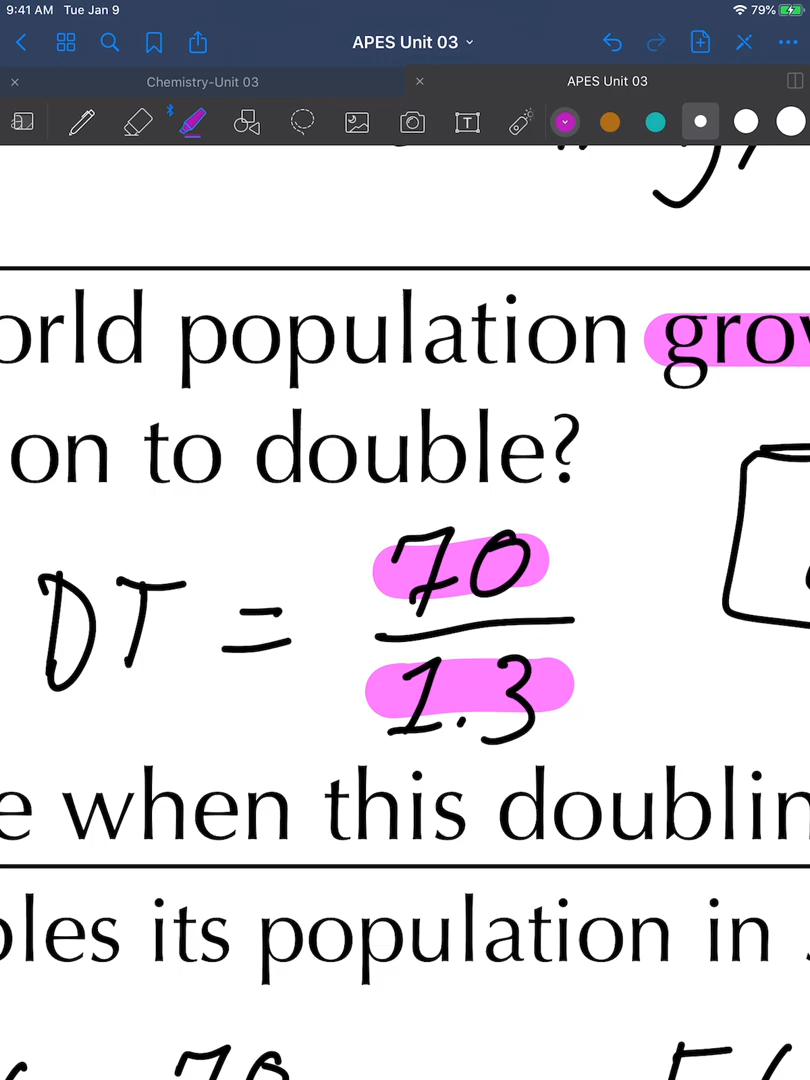 9:41 AM Tue Jan 9 79%
APES Unit 03
Chemistry-Unit 03 APES Unit 03
T
orld population grov
on to double?
DT = 70
1.3
e when this doublin
oles its population in
70